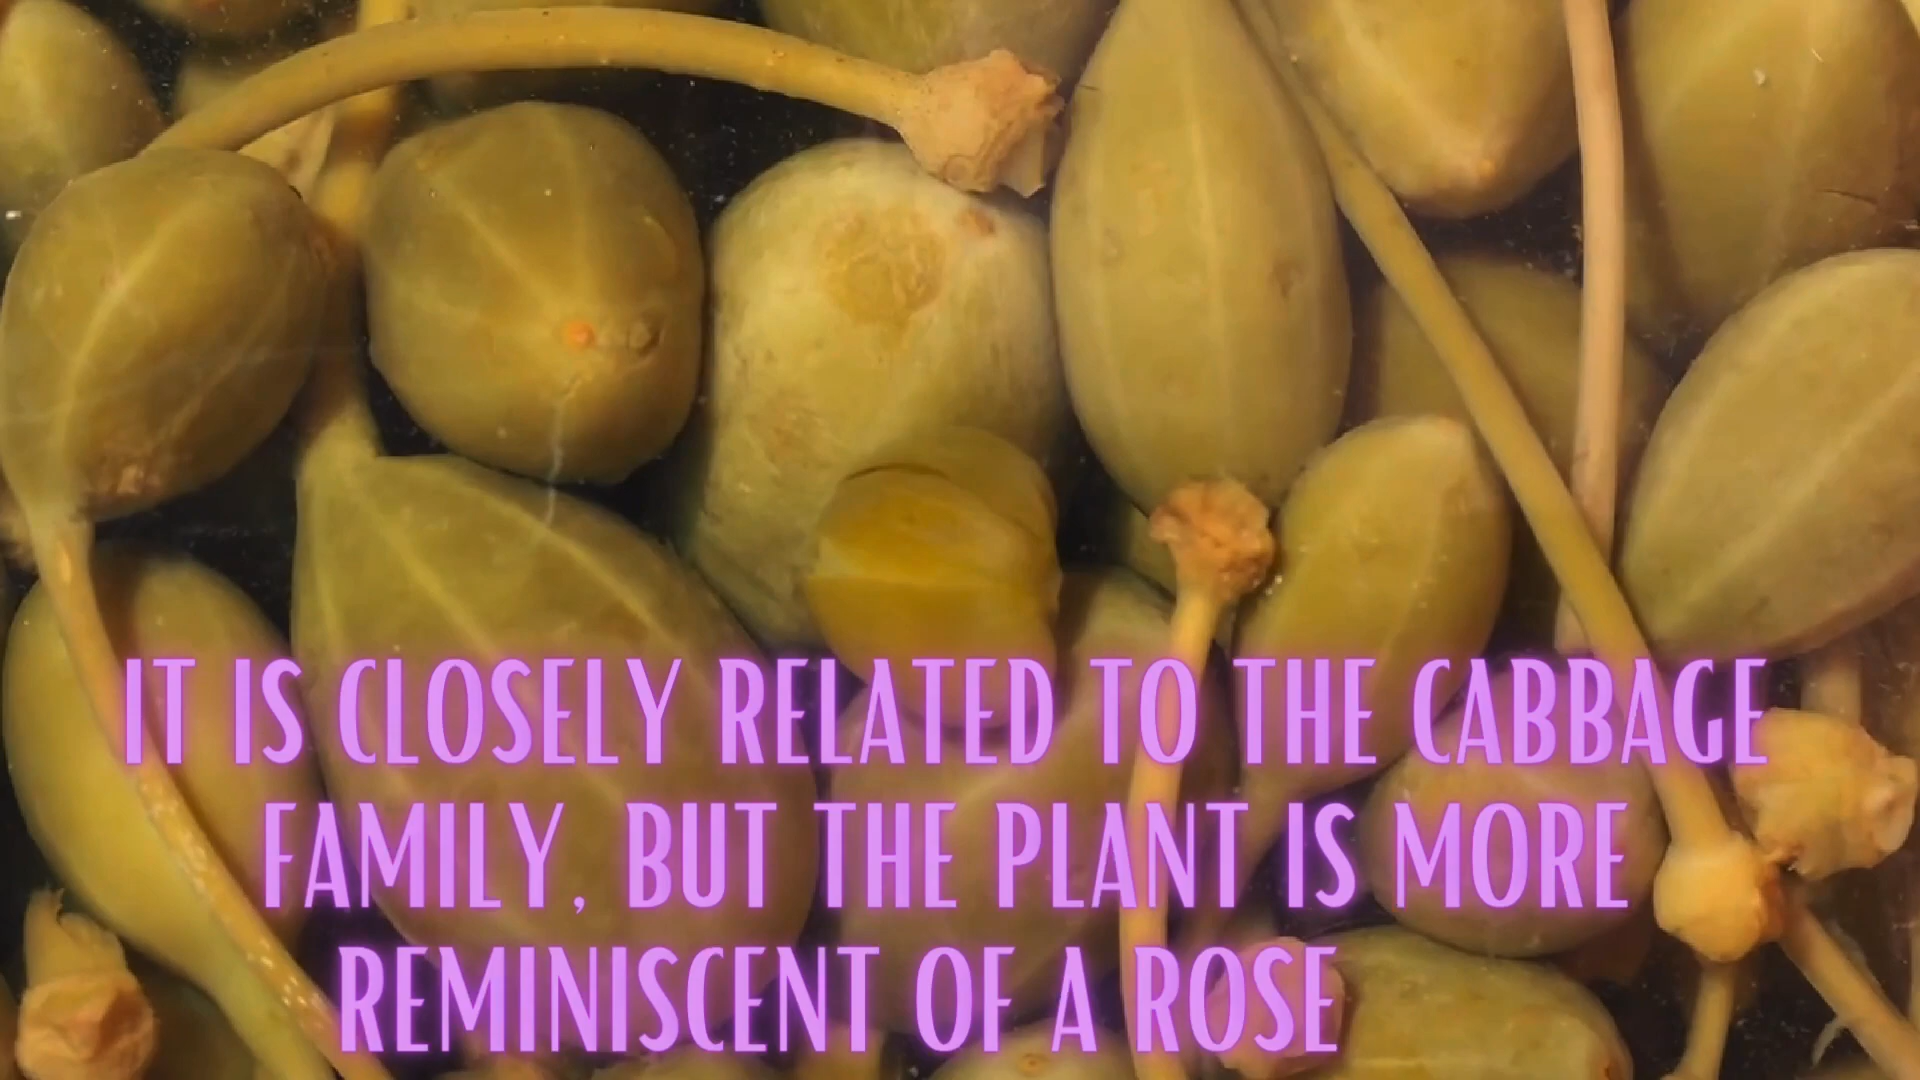 IT IS CLOSELY RELATED TO THE CABBAGE
FAMILY, BUT THE PLANT IS MORE
REMINISCENT OF A ROSE